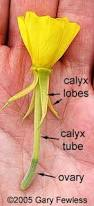 calyx
lobes
calyx
tube
ovary
©2005 Gary Fewless